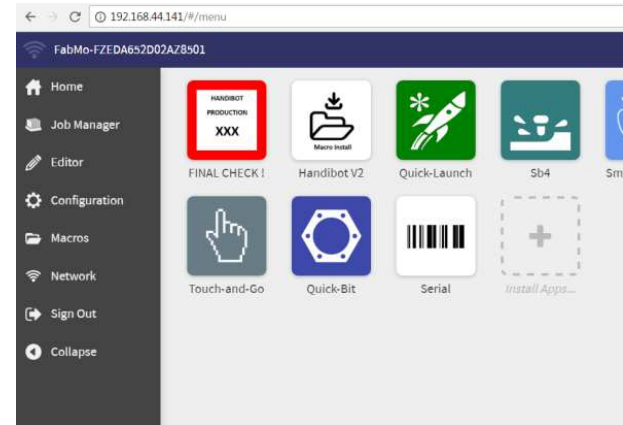 192.168.44.141/#/menu
FabMo-FZEDA652D02AZ8501
Home
Job Manager
Editor
Configuration
Macros
Network
Sign Out
Collapse
HANDIBOT
PRODUCTION
XXX
Macro Install
FINAL CHECK !
Handibot V2
Quick-Launch
Sb4
Sm
Touch-and-Go
Quick-Bit
Serial
Install Apps...